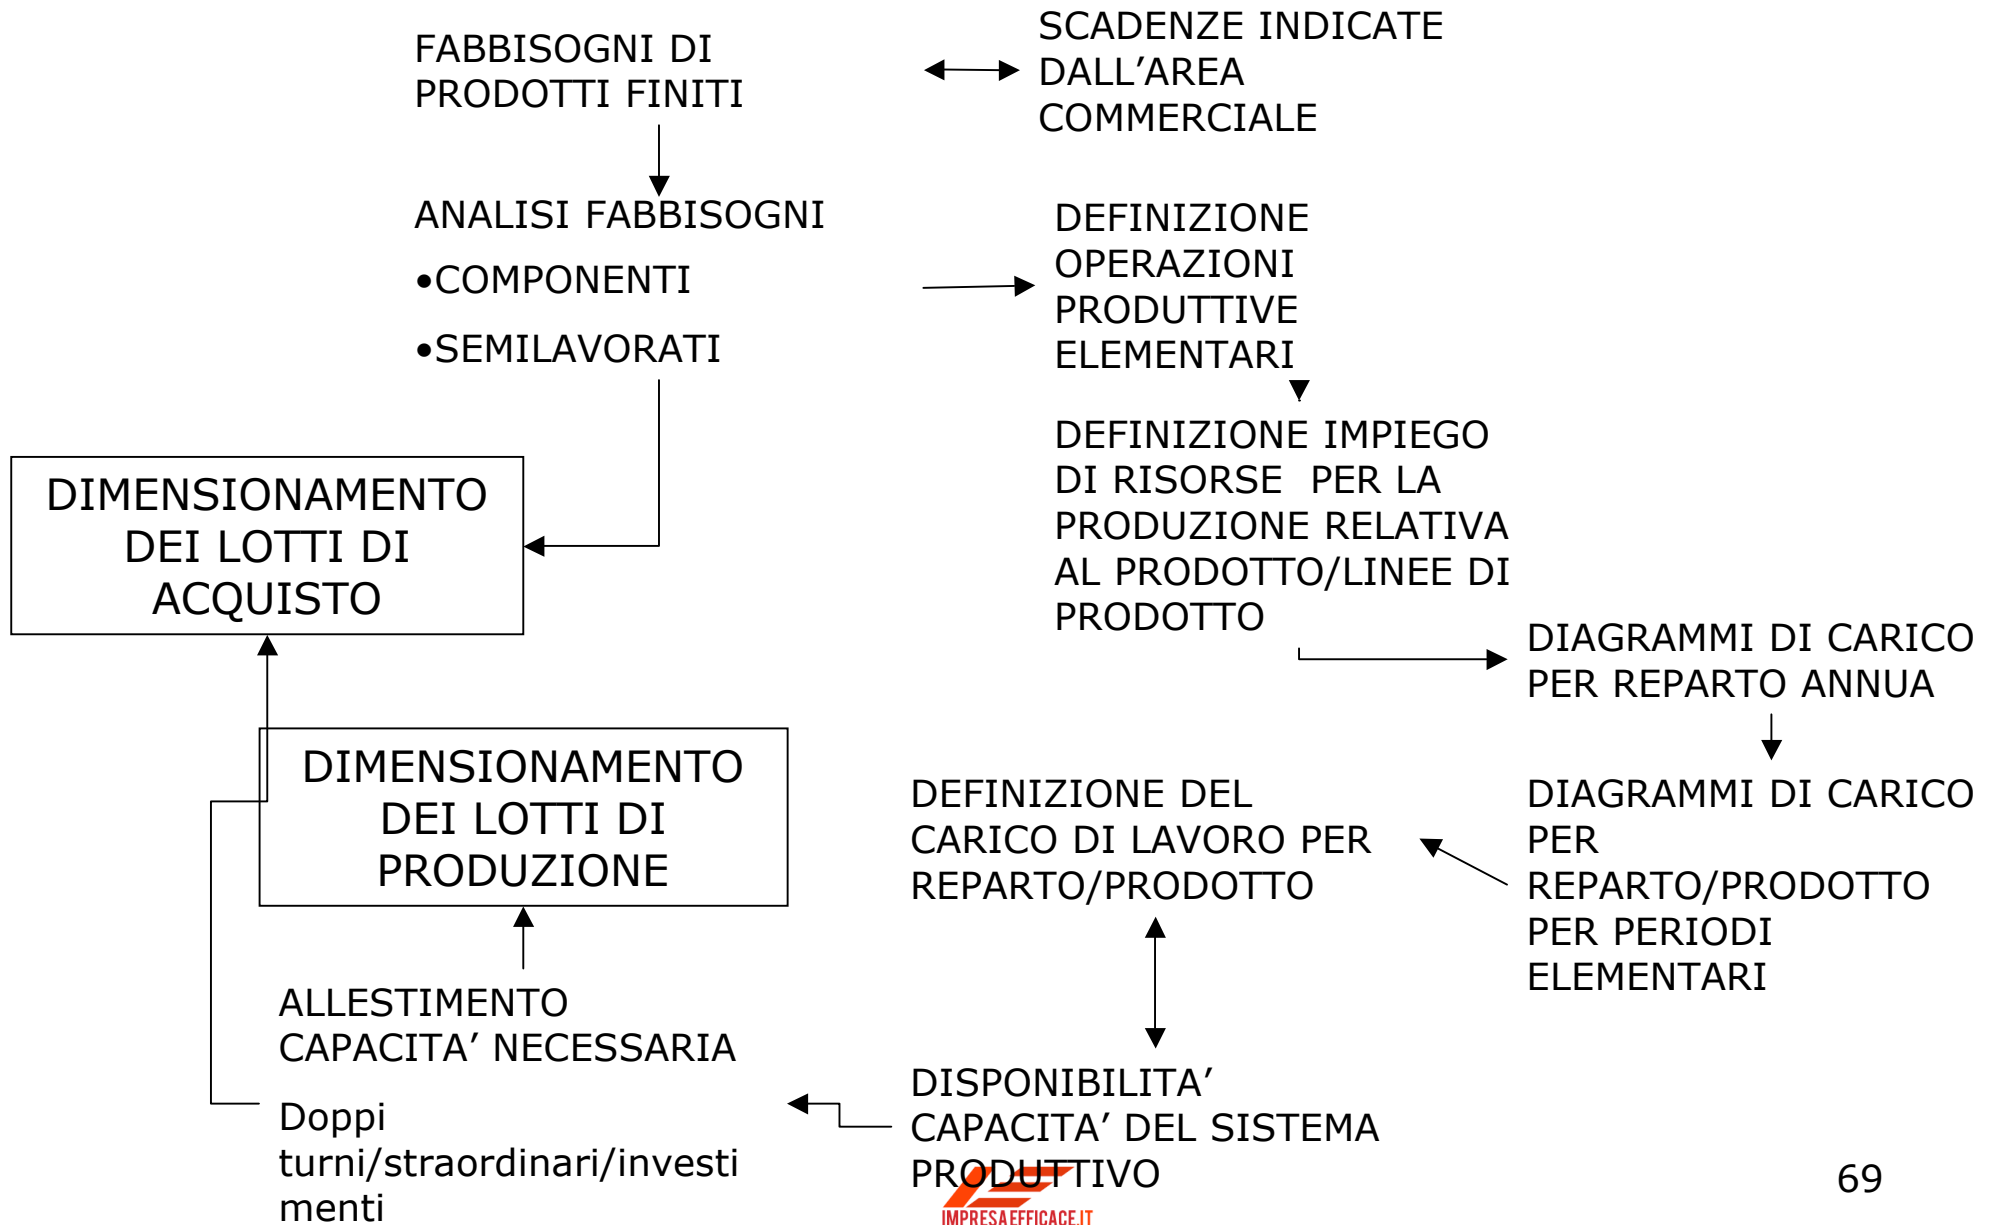 FABBISOGNI DI
PRODOTTI FINITI
SCADENZE INDICATE
DALL’AREA
COMMERCIALE
ANALISI FABBISOGNI
•COMPONENTI
•SEMILAVORATI
DEFINIZIONE
OPERAZIONI
PRODUTTIVE
ELEMENTARI
DEFINIZIONE IMPIEGO
DI RISORSE PER LA
PRODUZIONE RELATIVA
AL PRODOTTO/LINEE DI
PRODOTTO
DIMENSIONAMENTO
DEI LOTTI DI
ACQUISTO
DIAGRAMMI DI CARICO
PER REPARTO ANNUA
DIMENSIONAMENTO
DEI LOTTI DI
PRODUZIONE
DEFINIZIONE DEL
CARICO DI LAVORO PER
REPARTO/PRODOTTO
DIAGRAMMI DI CARICO
PER
REPARTO/PRODOTTO
PER PERIODI
ELEMENTARI
ALLESTIMENTO
CAPACITA’ NECESSARIA
Doppi
turni/straordinari/investi
menti
DISPONIBILITA’
CAPACITA’ DEL SISTEMA
PRODUTTIVO
IMPRESAEFFICACE.IT
69